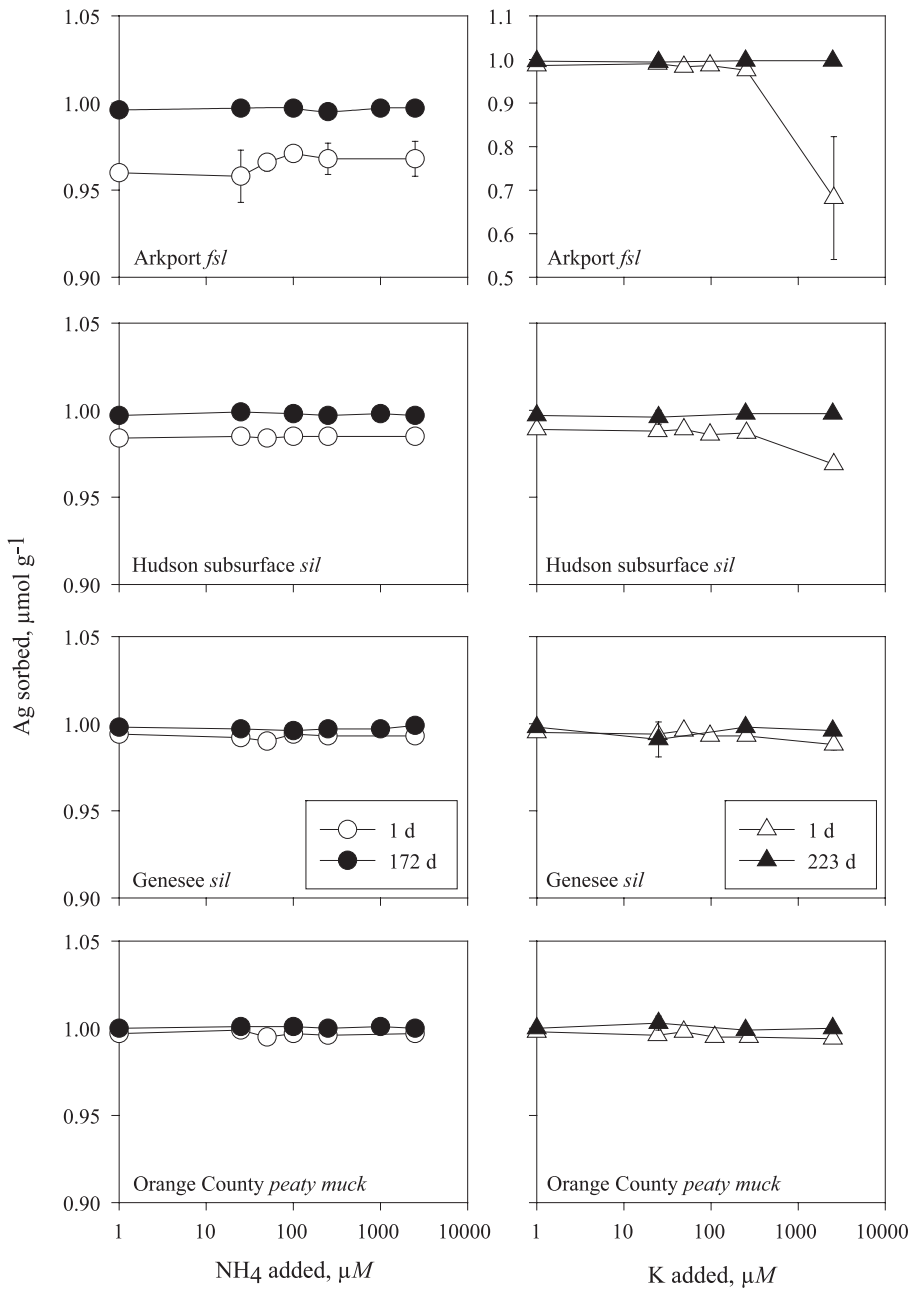 Ag sorbed, µmol g-1
1.05
1.00
0.95
0.90
Arkport fsl
1.1
1.0
0.9
0.8
0.7
0.6
0.5
Arkport fsl
1.05
1.00
0.95
0.90
Hudson subsurface sil
Hudson subsurface sil
1.05
1.00
0.95
0.90
1 d
172 d
Genesee sil
1 d
223 d
Genesee sil
1.05
1.00
0.95
0.90
Orange County peaty muck
Orange County peaty muck
1 10 100 1000 10000
1 10 100 1000 10000
NH4 added, µM
K added, µM